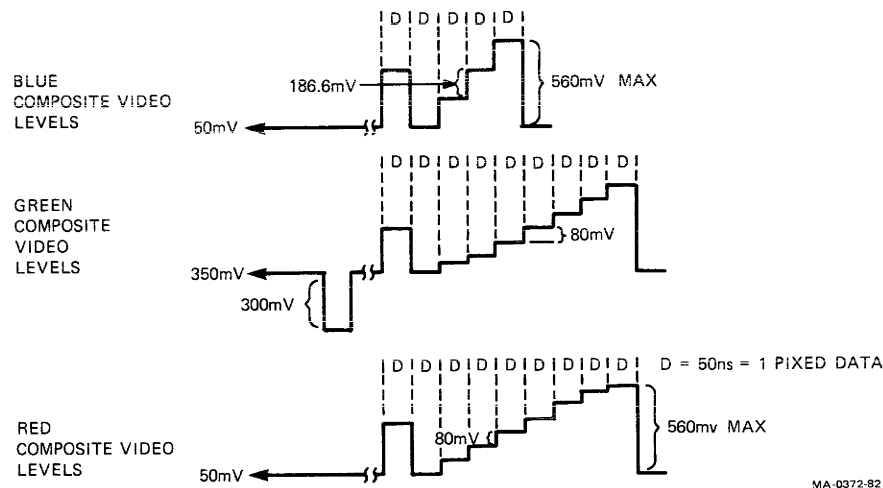 D D D D D
BLUE
COMPOSITE VIDEO
LEVELS
186.6mV
560mV MAX
50mV
D D D D D D D D D
GREEN
COMPOSITE
VIDEO
LEVELS
80mV
350mV
300mV
D D D D D D D D D
D = 50ns = 1 PIXED DATA
RED
COMPOSITE VIDEO
LEVELS
80mV
560mv MAX
50mV
MA-0372-82